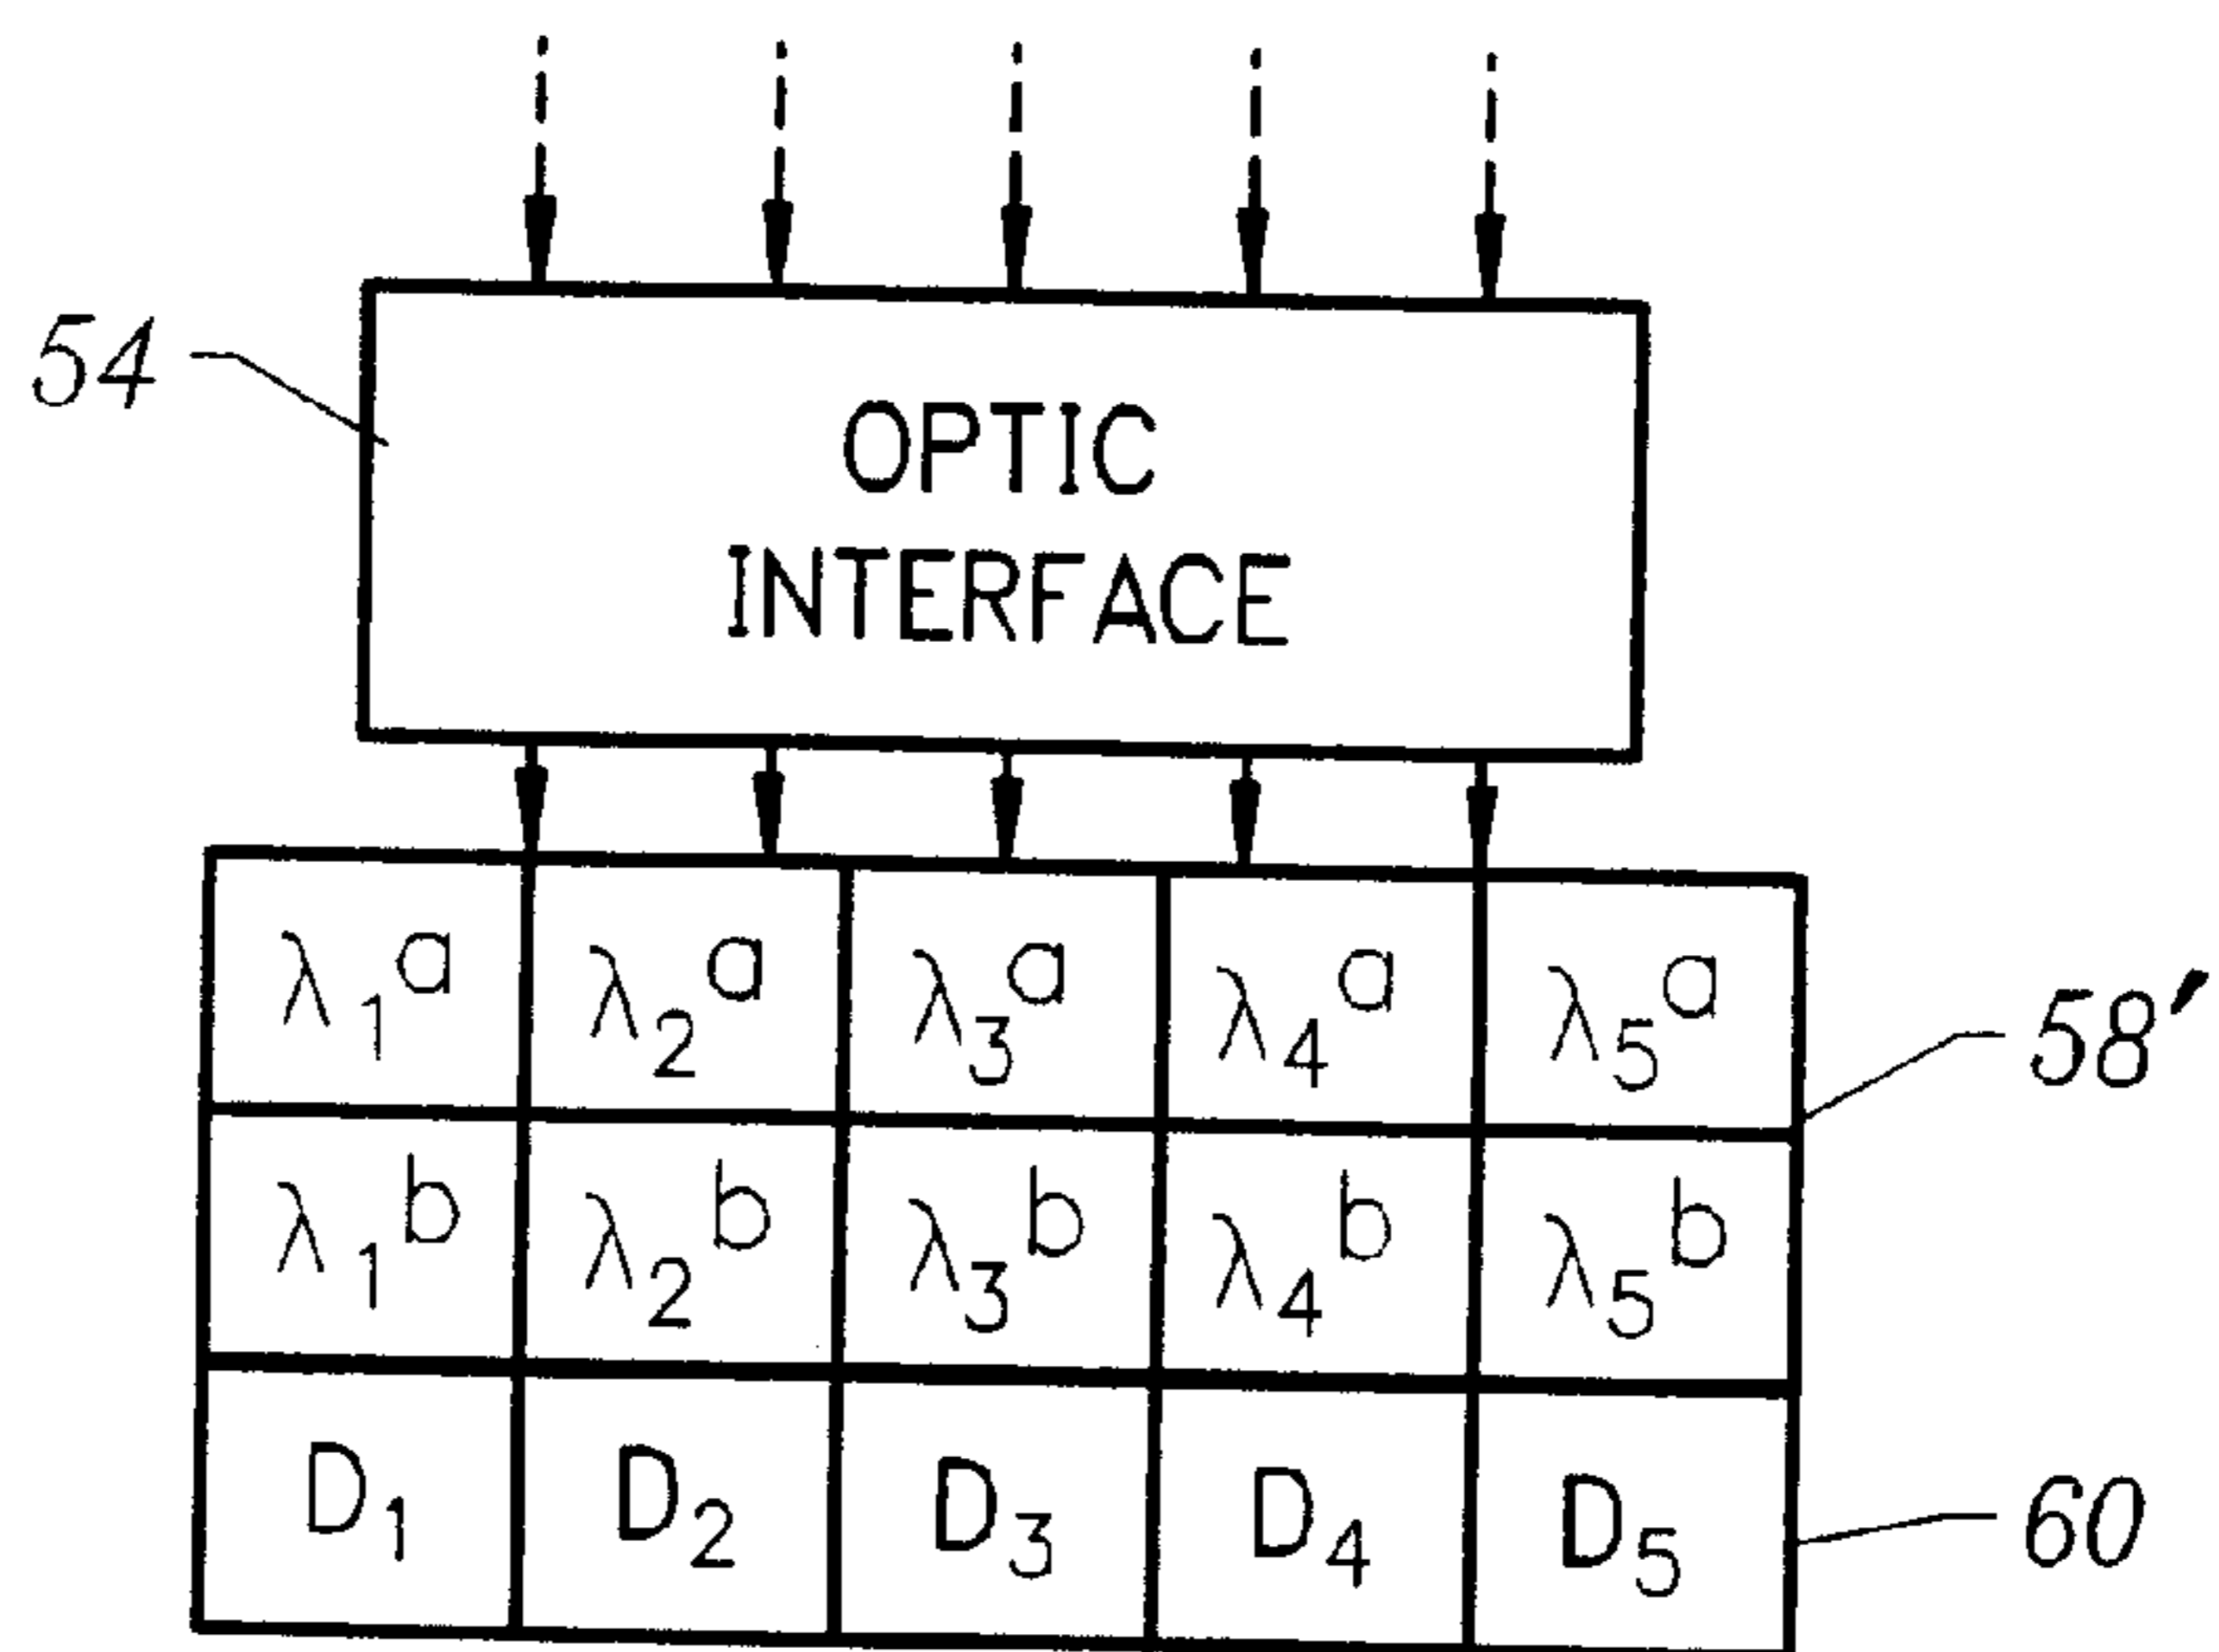 54
OPTIC
INTERFACE
λ₁ᵃ λ₂ᵃ λ₃ᵃ λ₄ᵃ λ₅ᵃ
58′
λ₁ᵇ λ₂ᵇ λ₃ᵇ λ₄ᵇ λ₅ᵇ
D₁ D₂ D₃ D₄ D₅
60